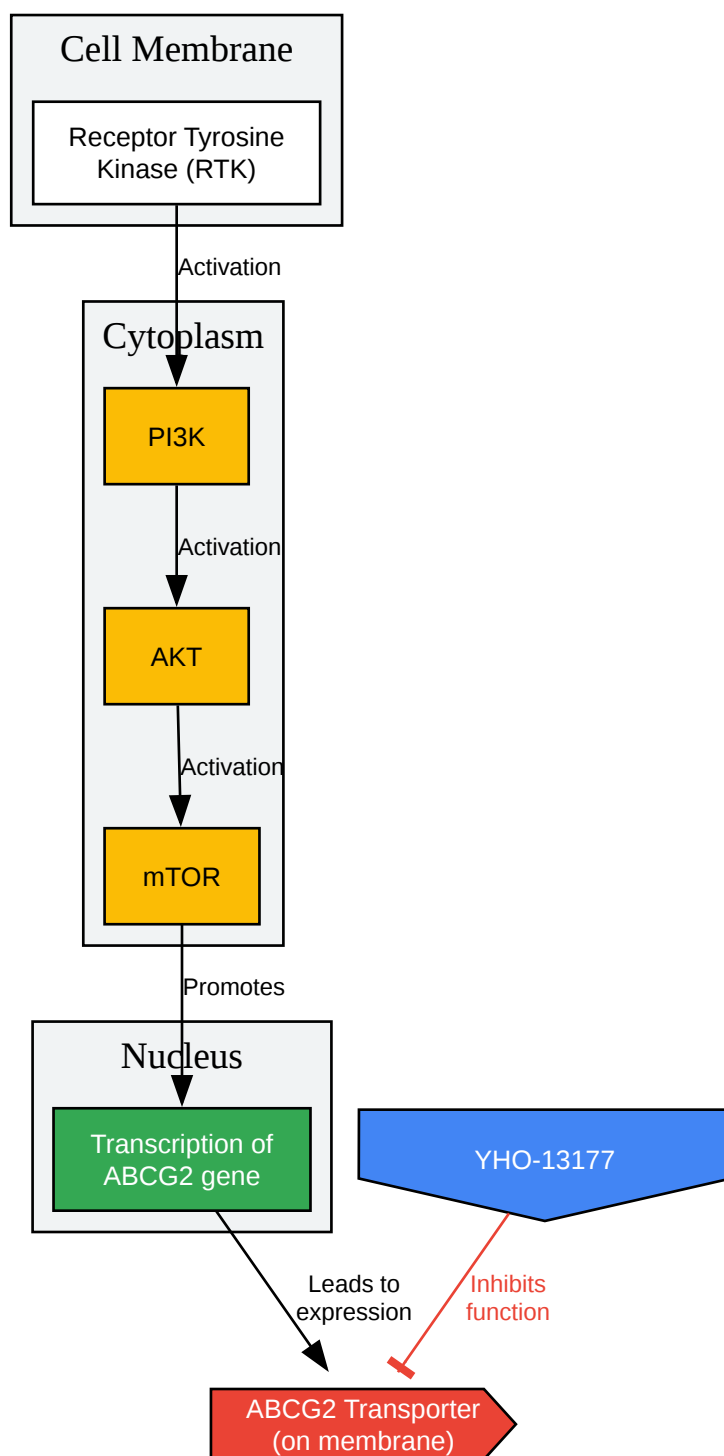 Cell Membrane
Receptor Tyrosine
Kinase (RTK)
Activation
Cytoplasm
PI3K
Activation
AKT
Activation
mTOR
Promotes
Nucleus
Transcription of
ABCG2 gene
YHO-13177
Leads to
expression
Inhibits
function
ABCG2 Transporter
(on membrane)